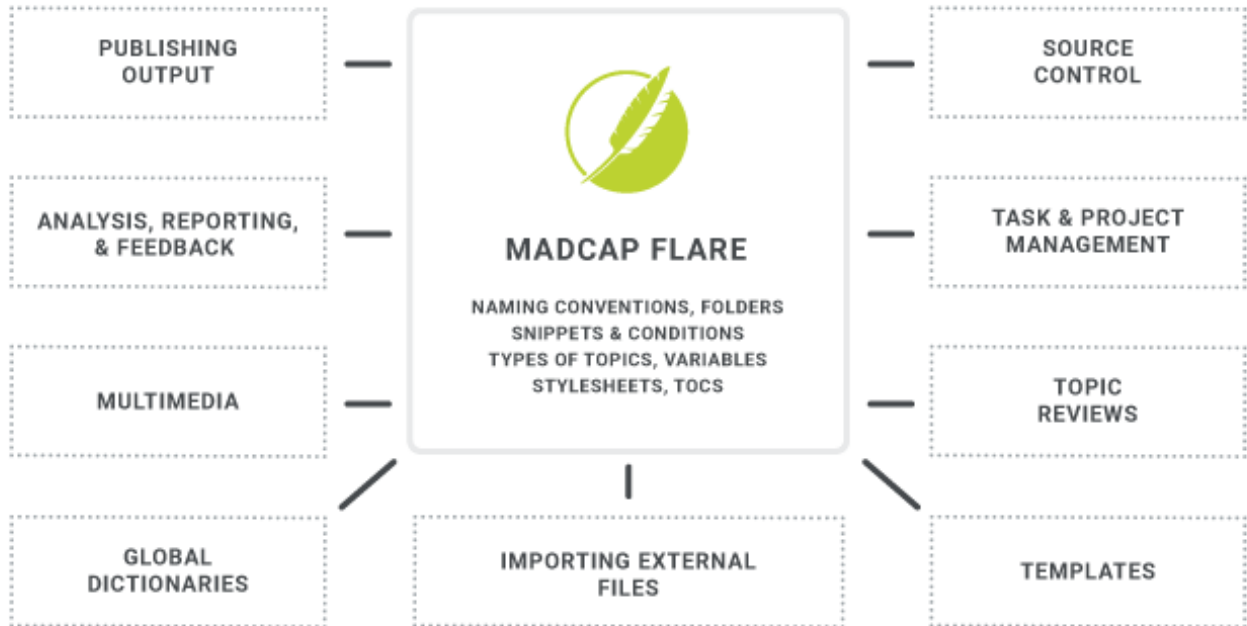 PUBLISHING
OUTPUT
ANALYSIS, REPORTING,
& FEEDBACK
MULTIMEDIA
GLOBAL
DICTIONARIES
MADCAP FLARE
NAMING CONVENTIONS, FOLDERS
SNIPPETS & CONDITIONS
TYPES OF TOPICS, VARIABLES
STYLESHEETS, TOCS
IMPORTING EXTERNAL
FILES
SOURCE
CONTROL
TASK & PROJECT
MANAGEMENT
TOPIC
REVIEWS
TEMPLATES